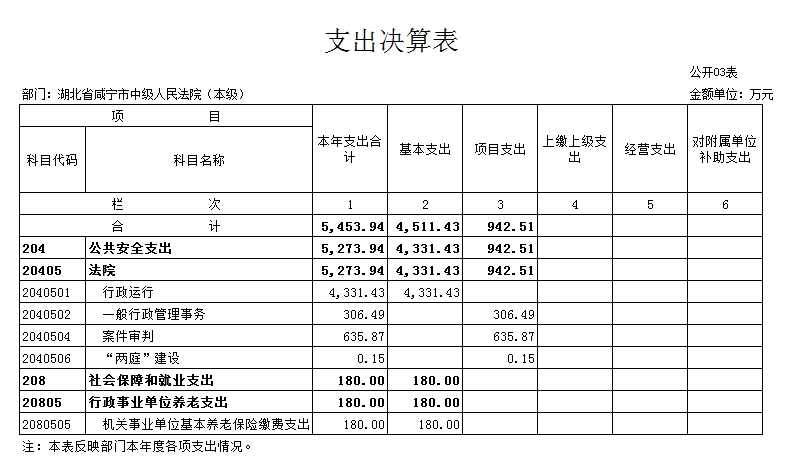 支出决算表
公开03表
部门：湖北省咸宁市中级人民法院（本级） 金额单位：万元
项 目 本年支出合计 基本支出 项目支出 上缴上级支出 经营支出 对附属单位补助支出
科目代码 科目名称
栏 次 1 2 3 4 5 6
合 计 5,453.94 4,511.43 942.51
204 公共安全支出 5,273.94 4,331.43 942.51
20405 法院 5,273.94 4,331.43 942.51
2040501 行政运行 4,331.43 4,331.43
2040502 一般行政管理事务 306.49 306.49
2040504 案件审判 635.87 635.87
2040506 “两庭”建设 0.15 0.15
208 社会保障和就业支出 180.00 180.00
20805 行政事业单位养老支出 180.00 180.00
2080505 机关事业单位基本养老保险缴费支出 180.00 180.00
注：本表反映部门本年度各项支出情况。